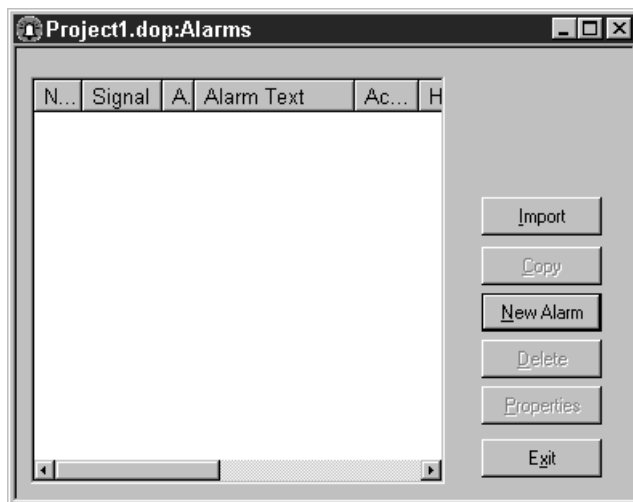 Project1.dop:Alarms
N... Signal A. Alarm Text Ac... H
Import
Copy
New Alarm
Delete
Properties
Exit